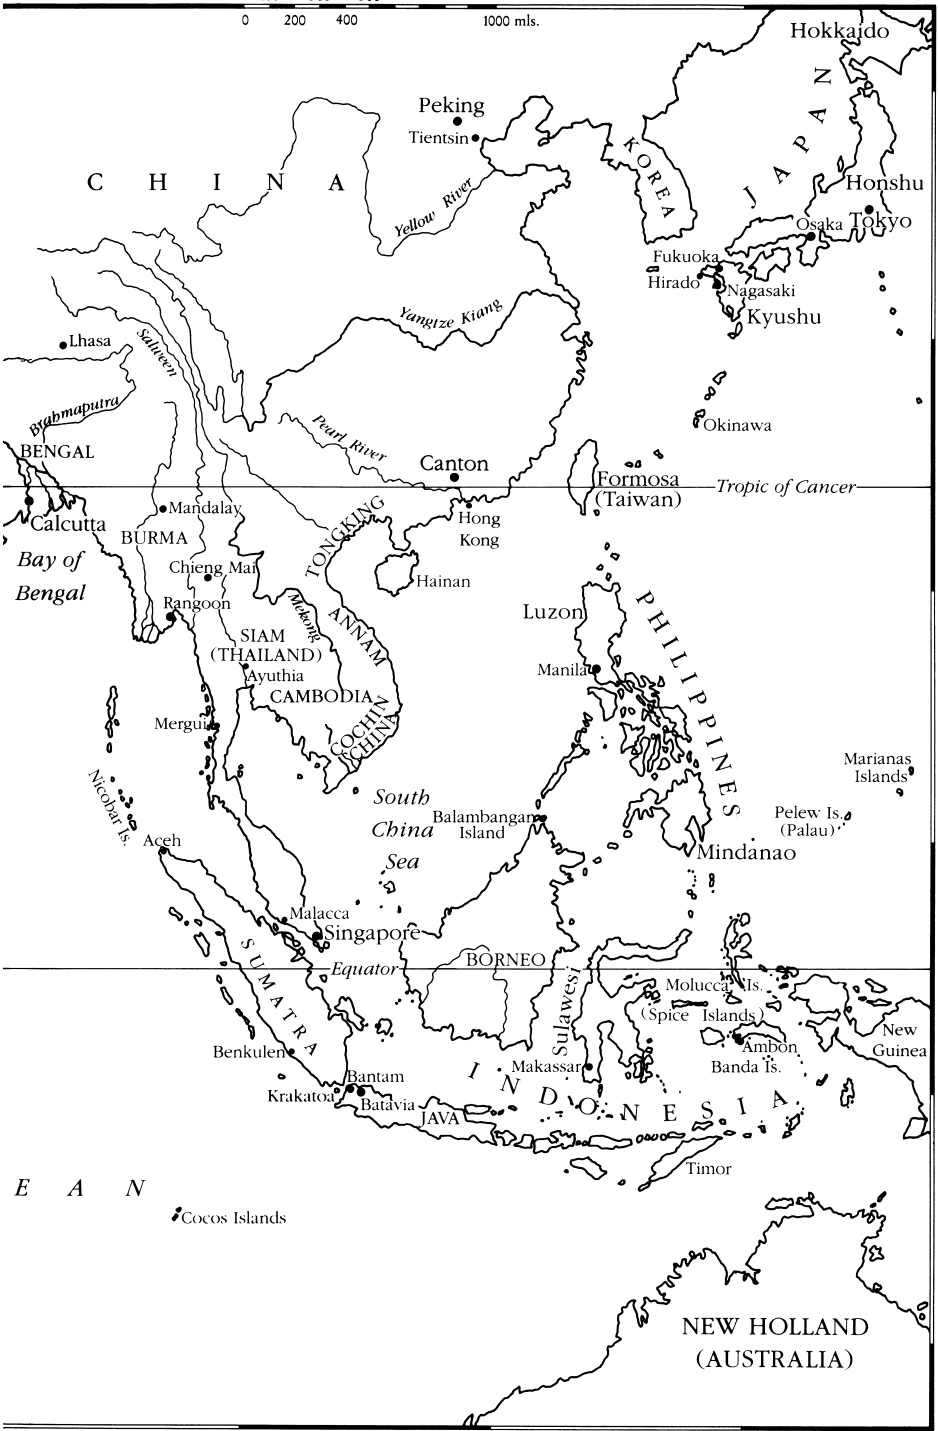 0 200 400 1000 mls.
Hokkaido
JAPAN
Peking
Tientsin
KOREA
CHINA
Honshu
Yellow River
Osaka
Tokyo
Fukuoka
Hirado
Nagasaki
Kyushu
Yangtze Kiang
Lhasa
Salween
Brahmaputra
Okinawa
Pearl River
BENGAL
Canton
Formosa
(Taiwan)
Tropic of Cancer
Calcutta
Mandalay
Hong
Kong
BURMA
TONGKING
Bay of
Bengal
Chieng Mai
Hainan
Rangoon
Mekong
Luzon
PHILIPPINES
ANNAM
SIAM
(THAILAND)
Ayuthia
Manila
CAMBODIA
Mergui
COCHIN
CHINA
Marianas
Islands
Nicobar Is.
South
China
Sea
Balambangan
Island
Pelew Is.
(Palau)
Aceh
Mindanao
Malacca
Singapore
SUMATRA
Equator
BORNEO
Sulawesi
Molucca Is.
(Spice Islands)
New
Guinea
Ambon
Banda Is.
Benkulen
Makassar
INDONESIA
Bantam
Krakatoa
Batavia
JAVA
Timor
EAN
Cocos Islands
NEW HOLLAND
(AUSTRALIA)